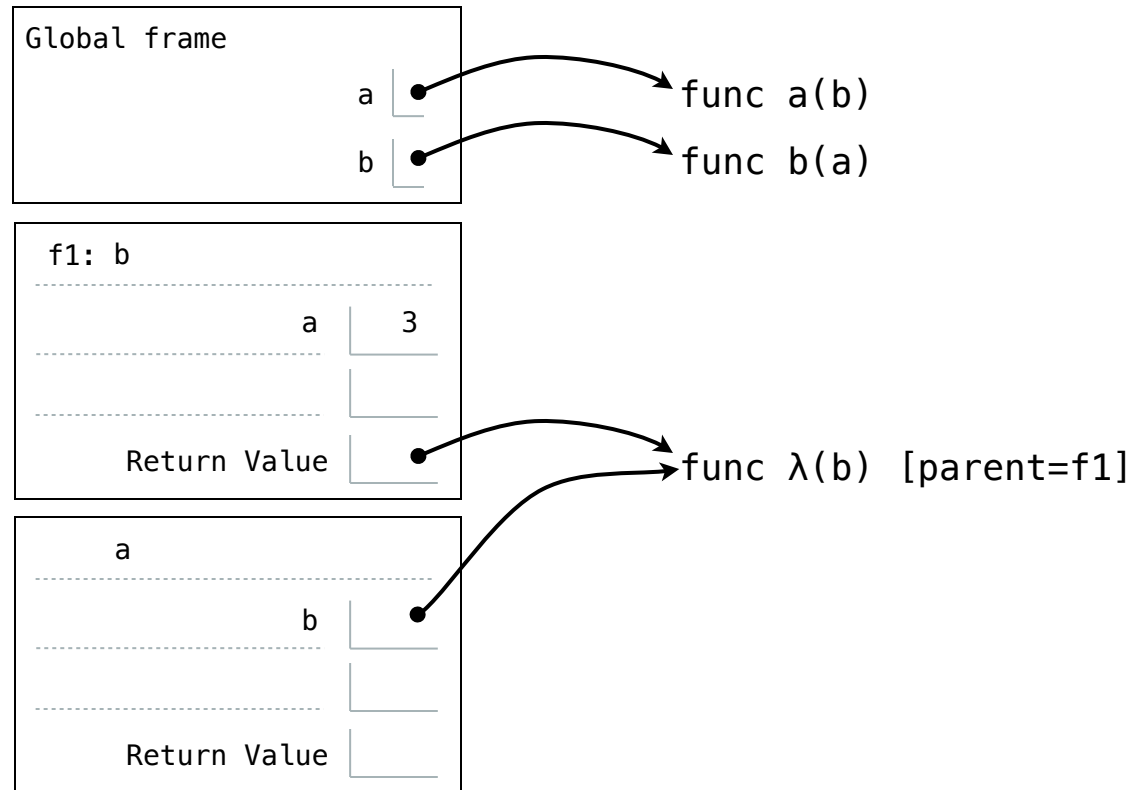 Global frame
a
func a(b)
b
func b(a)
f1: b
a 3
Return Value
func λ(b) [parent=f1]
a
b
Return Value